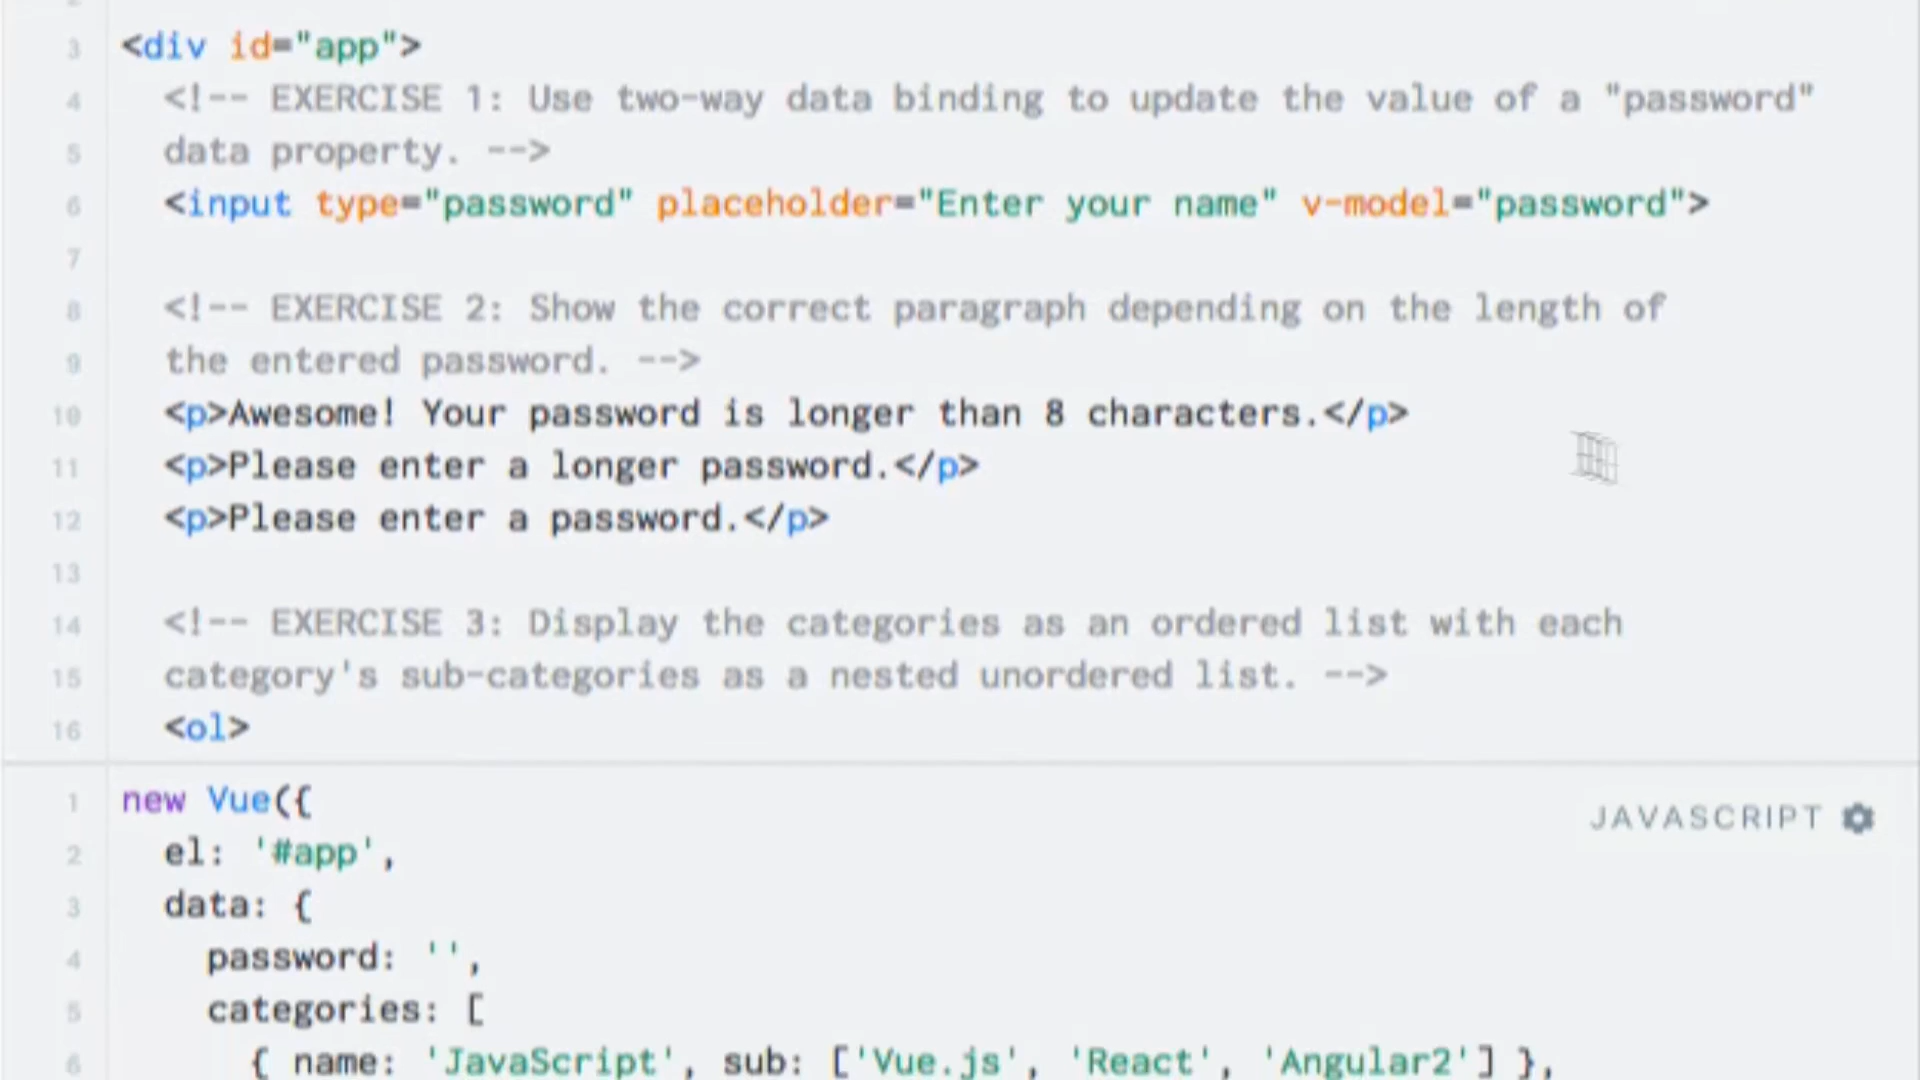 2
3 <div id="app">
4 <!-- EXERCISE 1: Use two-way data binding to update the value of a "password"
5 data property. -->
6 <input type="password" placeholder="Enter your name" v-model="password">
7
8 <!-- EXERCISE 2: Show the correct paragraph depending on the length of
9 the entered password. -->
10 <p>Awesome! Your password is longer than 8 characters.</p>
11 <p>Please enter a longer password.</p>
12 <p>Please enter a password.</p>
13
14 <!-- EXERCISE 3: Display the categories as an ordered list with each
15 category's sub-categories as a nested unordered list. -->
16 <ol>
1 new Vue({
JAVASCRIPT
2 el: '#app',
3 data: {
4 password: '',
5 categories: [
6 { name: 'JavaScript', sub: ['Vue.js', 'React', 'Angular2'] },